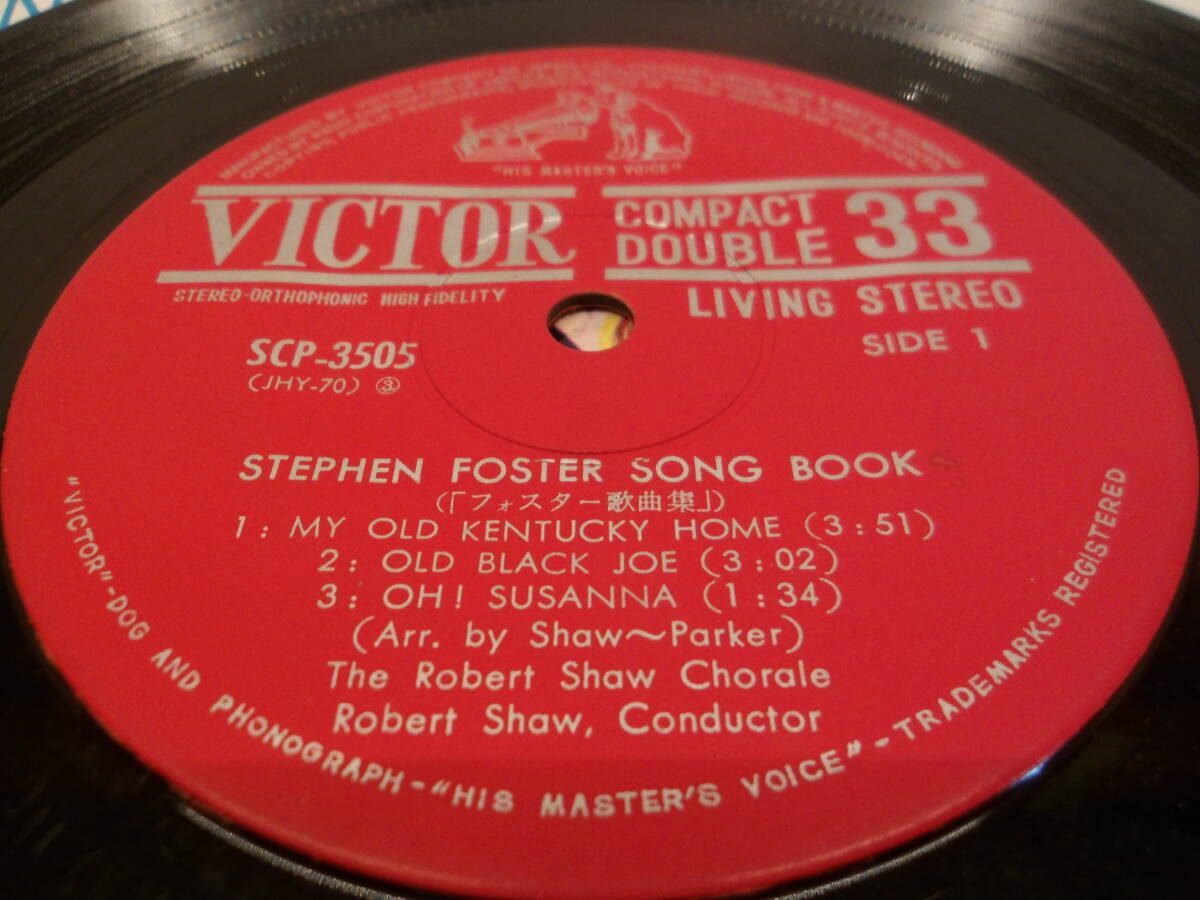 "HIS MASTER'S VOICE"
VICTOR
COMPACT
DOUBLE 33
STEREO-ORTHOPHONIC HIGH FIDELITY
LIVING STEREO
SIDE 1
SCP-3505
(JHY-70) ③
STEPHEN FOSTER SONG BOOK
(「フォスター歌曲集」)
1: MY OLD KENTUCKY HOME (3:51)
2: OLD BLACK JOE (3:02)
3: OH! SUSANNA (1:34)
(Arr. by Shaw〜Parker)
The Robert Shaw Chorale
Robert Shaw, Conductor
"VICTOR"-DOG AND PHONOGRAPH-"HIS MASTER'S VOICE"-TRADEMARKS REGISTERED